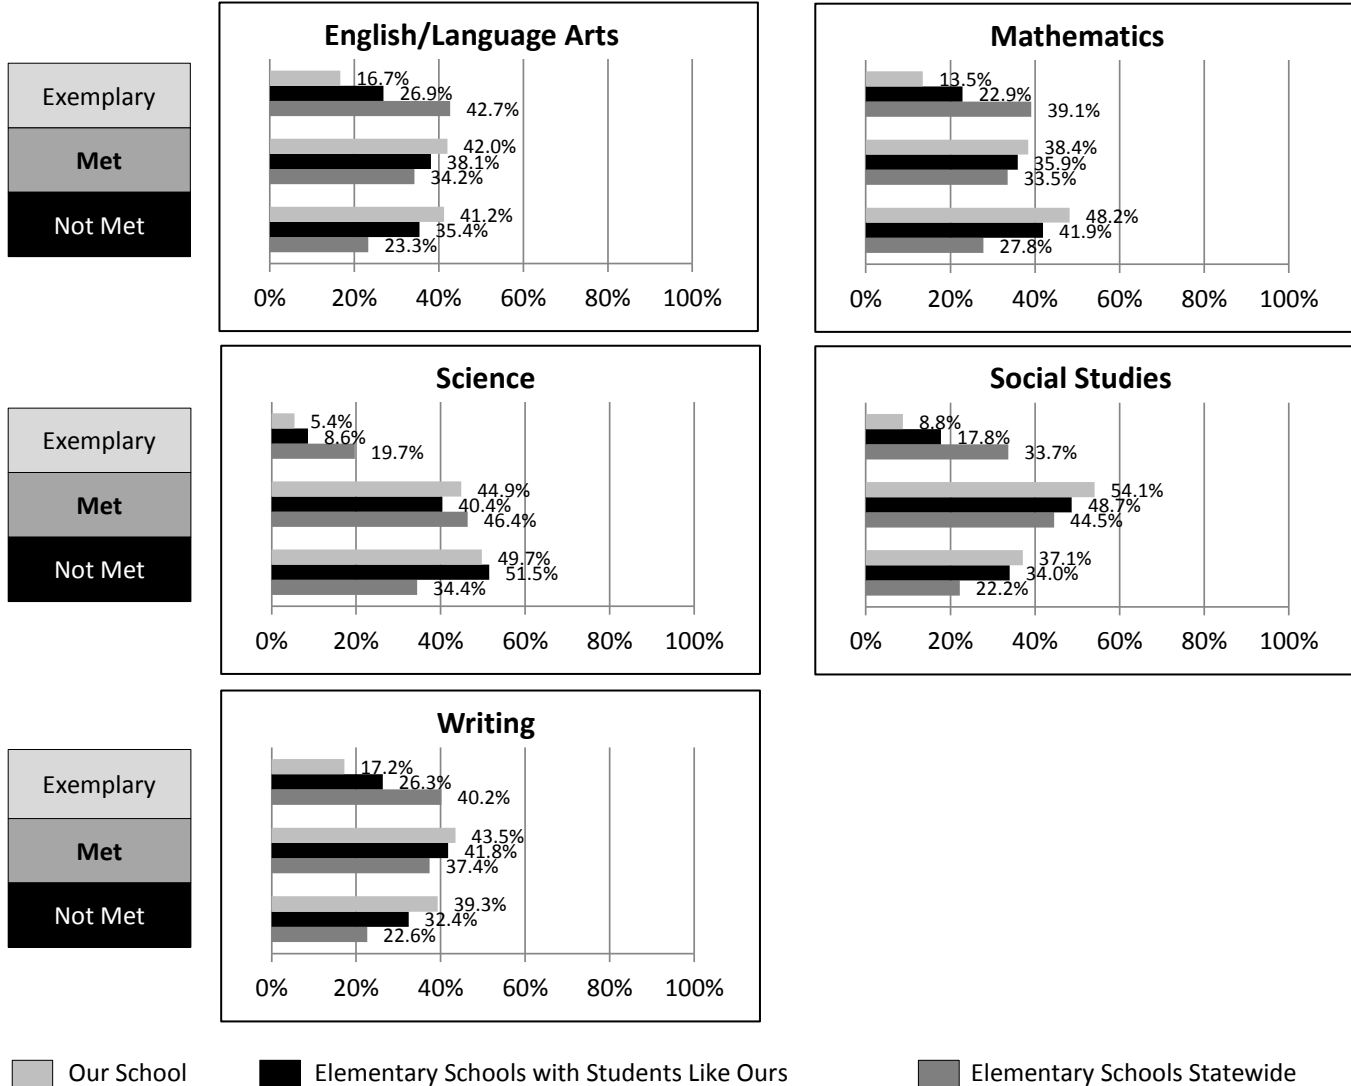 English/Language Arts
Exemplary
Met
Not Met
16.7%
26.9%
42.7%
42.0%
38.1%
34.2%
41.2%
35.4%
23.3%
0% 20% 40% 60% 80% 100%
Mathematics
13.5%
22.9%
39.1%
38.4%
35.9%
33.5%
48.2%
41.9%
27.8%
0% 20% 40% 60% 80% 100%
Science
Exemplary
Met
Not Met
5.4%
8.6%
19.7%
44.9%
40.4%
46.4%
49.7%
51.5%
34.4%
0% 20% 40% 60% 80% 100%
Social Studies
8.8%
17.8%
33.7%
54.1%
48.7%
44.5%
37.1%
34.0%
22.2%
0% 20% 40% 60% 80% 100%
Writing
Exemplary
Met
Not Met
17.2%
26.3%
40.2%
43.5%
41.8%
37.4%
39.3%
32.4%
22.6%
0% 20% 40% 60% 80% 100%
Our School Elementary Schools with Students Like Ours Elementary Schools Statewide